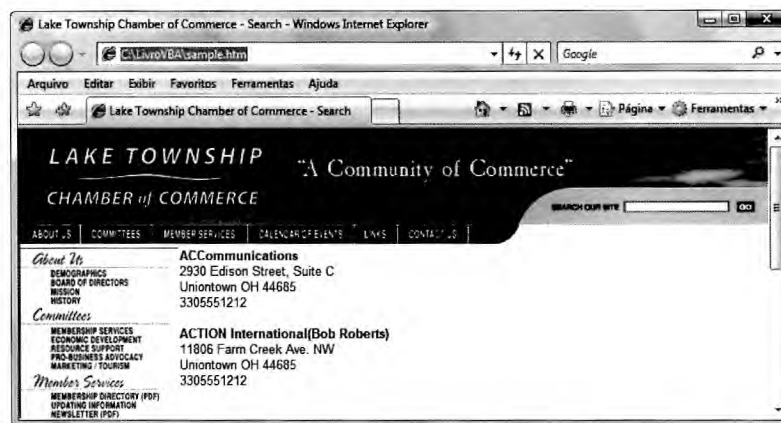 Lake Township Chamber of Commerce - Search - Windows Internet Explorer
C:\LivroVBA\sample.htm
Google
Arquivo Editar Exibir Favoritos Ferramentas Ajuda
Lake Township Chamber of Commerce - Search
Página Ferramentas
LAKE TOWNSHIP
CHAMBER of COMMERCE
"A Community of Commerce"
SEARCH OUR SITE GO
ABOUT US COMMITTEES MEMBER SERVICES CALENDAR OF EVENTS LINKS CONTACT US
About Us
DEMOGRAPHICS
BOARD OF DIRECTORS
MISSION
HISTORY
Committees
MEMBERSHIP SERVICES
ECONOMIC DEVELOPMENT
RESOURCE SUPPORT
PRO-BUSINESS ADVOCACY
MARKETING / TOURISM
Member Services
MEMBERSHIP DIRECTORY (PDF)
UPDATING INFORMATION
NEWSLETTER (PDF)
ACCommunications
2930 Edison Street, Suite C
Uniontown OH 44685
3305551212
ACTION International(Bob Roberts)
11806 Farm Creek Ave. NW
Uniontown OH 44685
3305551212